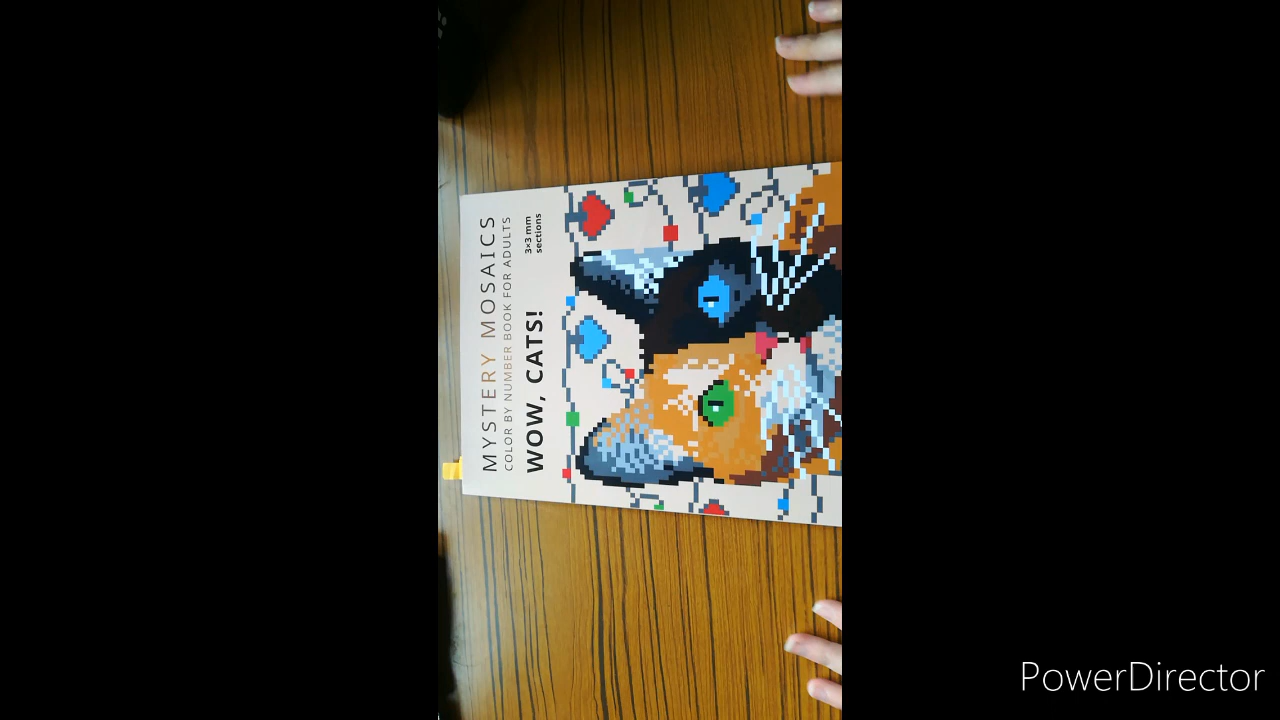 MYSTERY MOSAICS
COLOR BY NUMBER BOOK FOR ADULTS
WOW, CATS!
3×3 mm
sections
PowerDirector